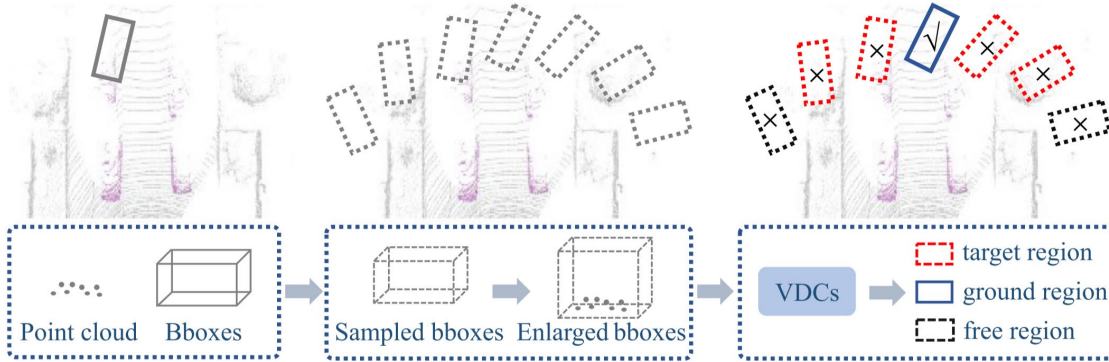 × × × √ × × ×
Point cloud Bboxes
Sampled bboxes Enlarged bboxes
VDCs
target region
ground region
free region